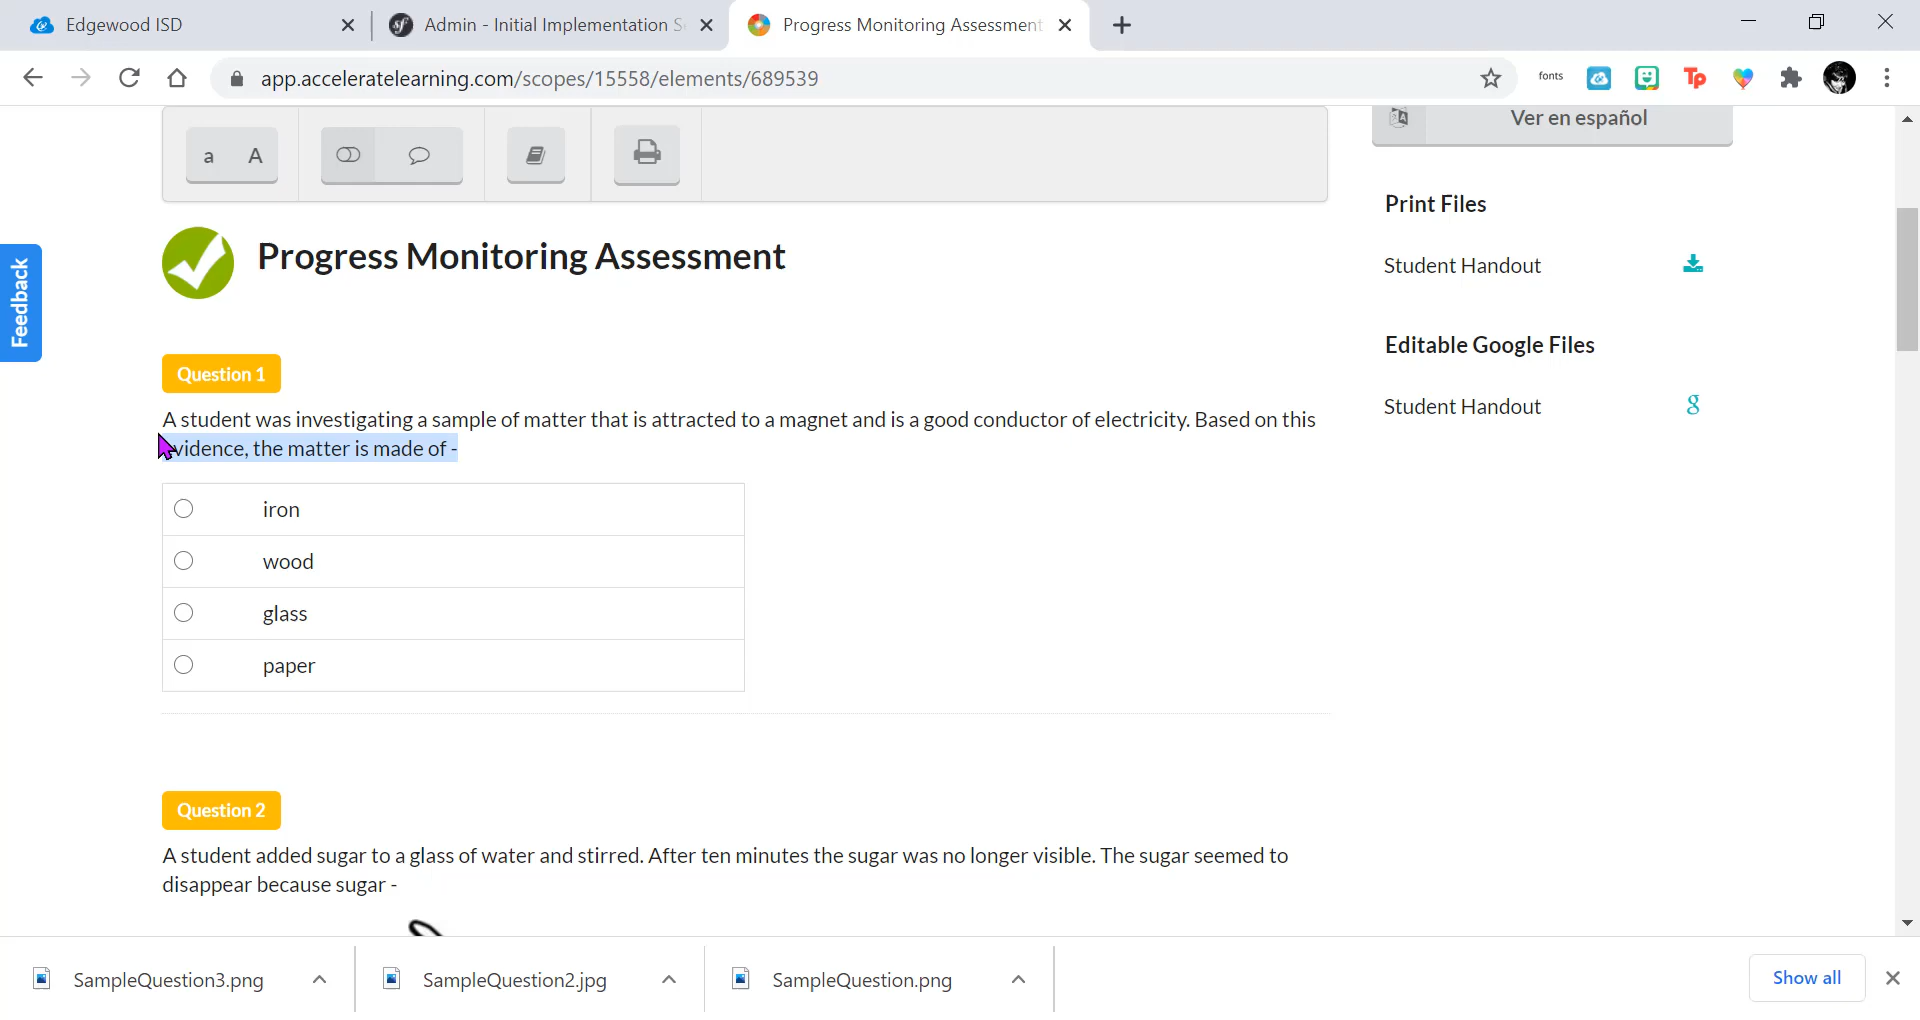 Edgewood ISD
Admin - Initial Implementation S
Progress Monitoring Assessment
app.acceleratelearning.com/scopes/15558/elements/689539
fonts
Tp
a A
Ver en español
Feedback
Progress Monitoring Assessment
Print Files
Student Handout
Editable Google Files
Student Handout
Question 1
A student was investigating a sample of matter that is attracted to a magnet and is a good conductor of electricity. Based on this
evidence, the matter is made of -
iron
wood
glass
paper
Question 2
A student added sugar to a glass of water and stirred. After ten minutes the sugar was no longer visible. The sugar seemed to
disappear because sugar -
SampleQuestion3.png
SampleQuestion2.jpg
SampleQuestion.png
Show all